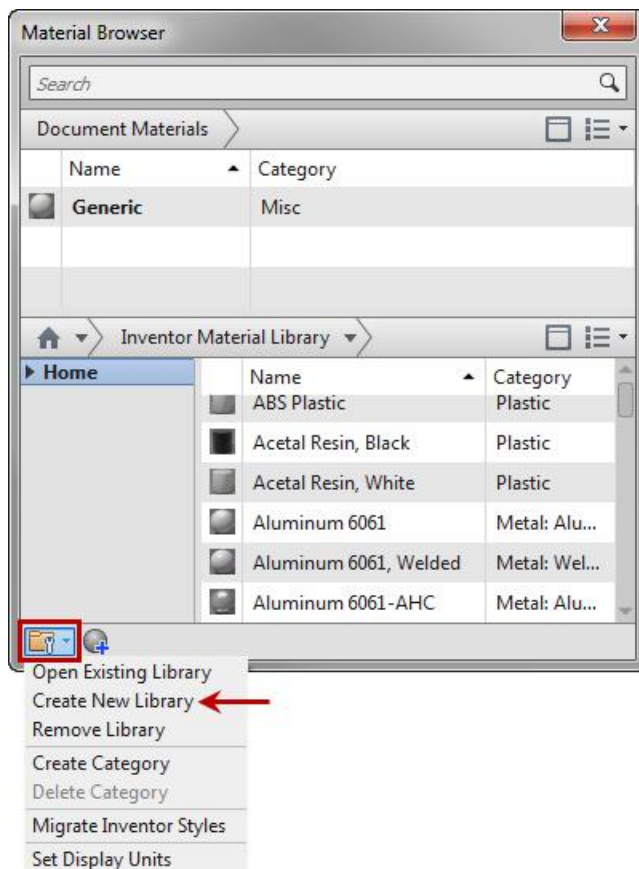 Material Browser
Search
Document Materials
Name Category
Generic Misc
Inventor Material Library
Home
Name Category
ABS Plastic Plastic
Acetal Resin, Black Plastic
Acetal Resin, White Plastic
Aluminum 6061 Metal: Alu...
Aluminum 6061, Welded Metal: Wel...
Aluminum 6061-AHC Metal: Alu...
Open Existing Library
Create New Library
Remove Library
Create Category
Delete Category
Migrate Inventor Styles
Set Display Units